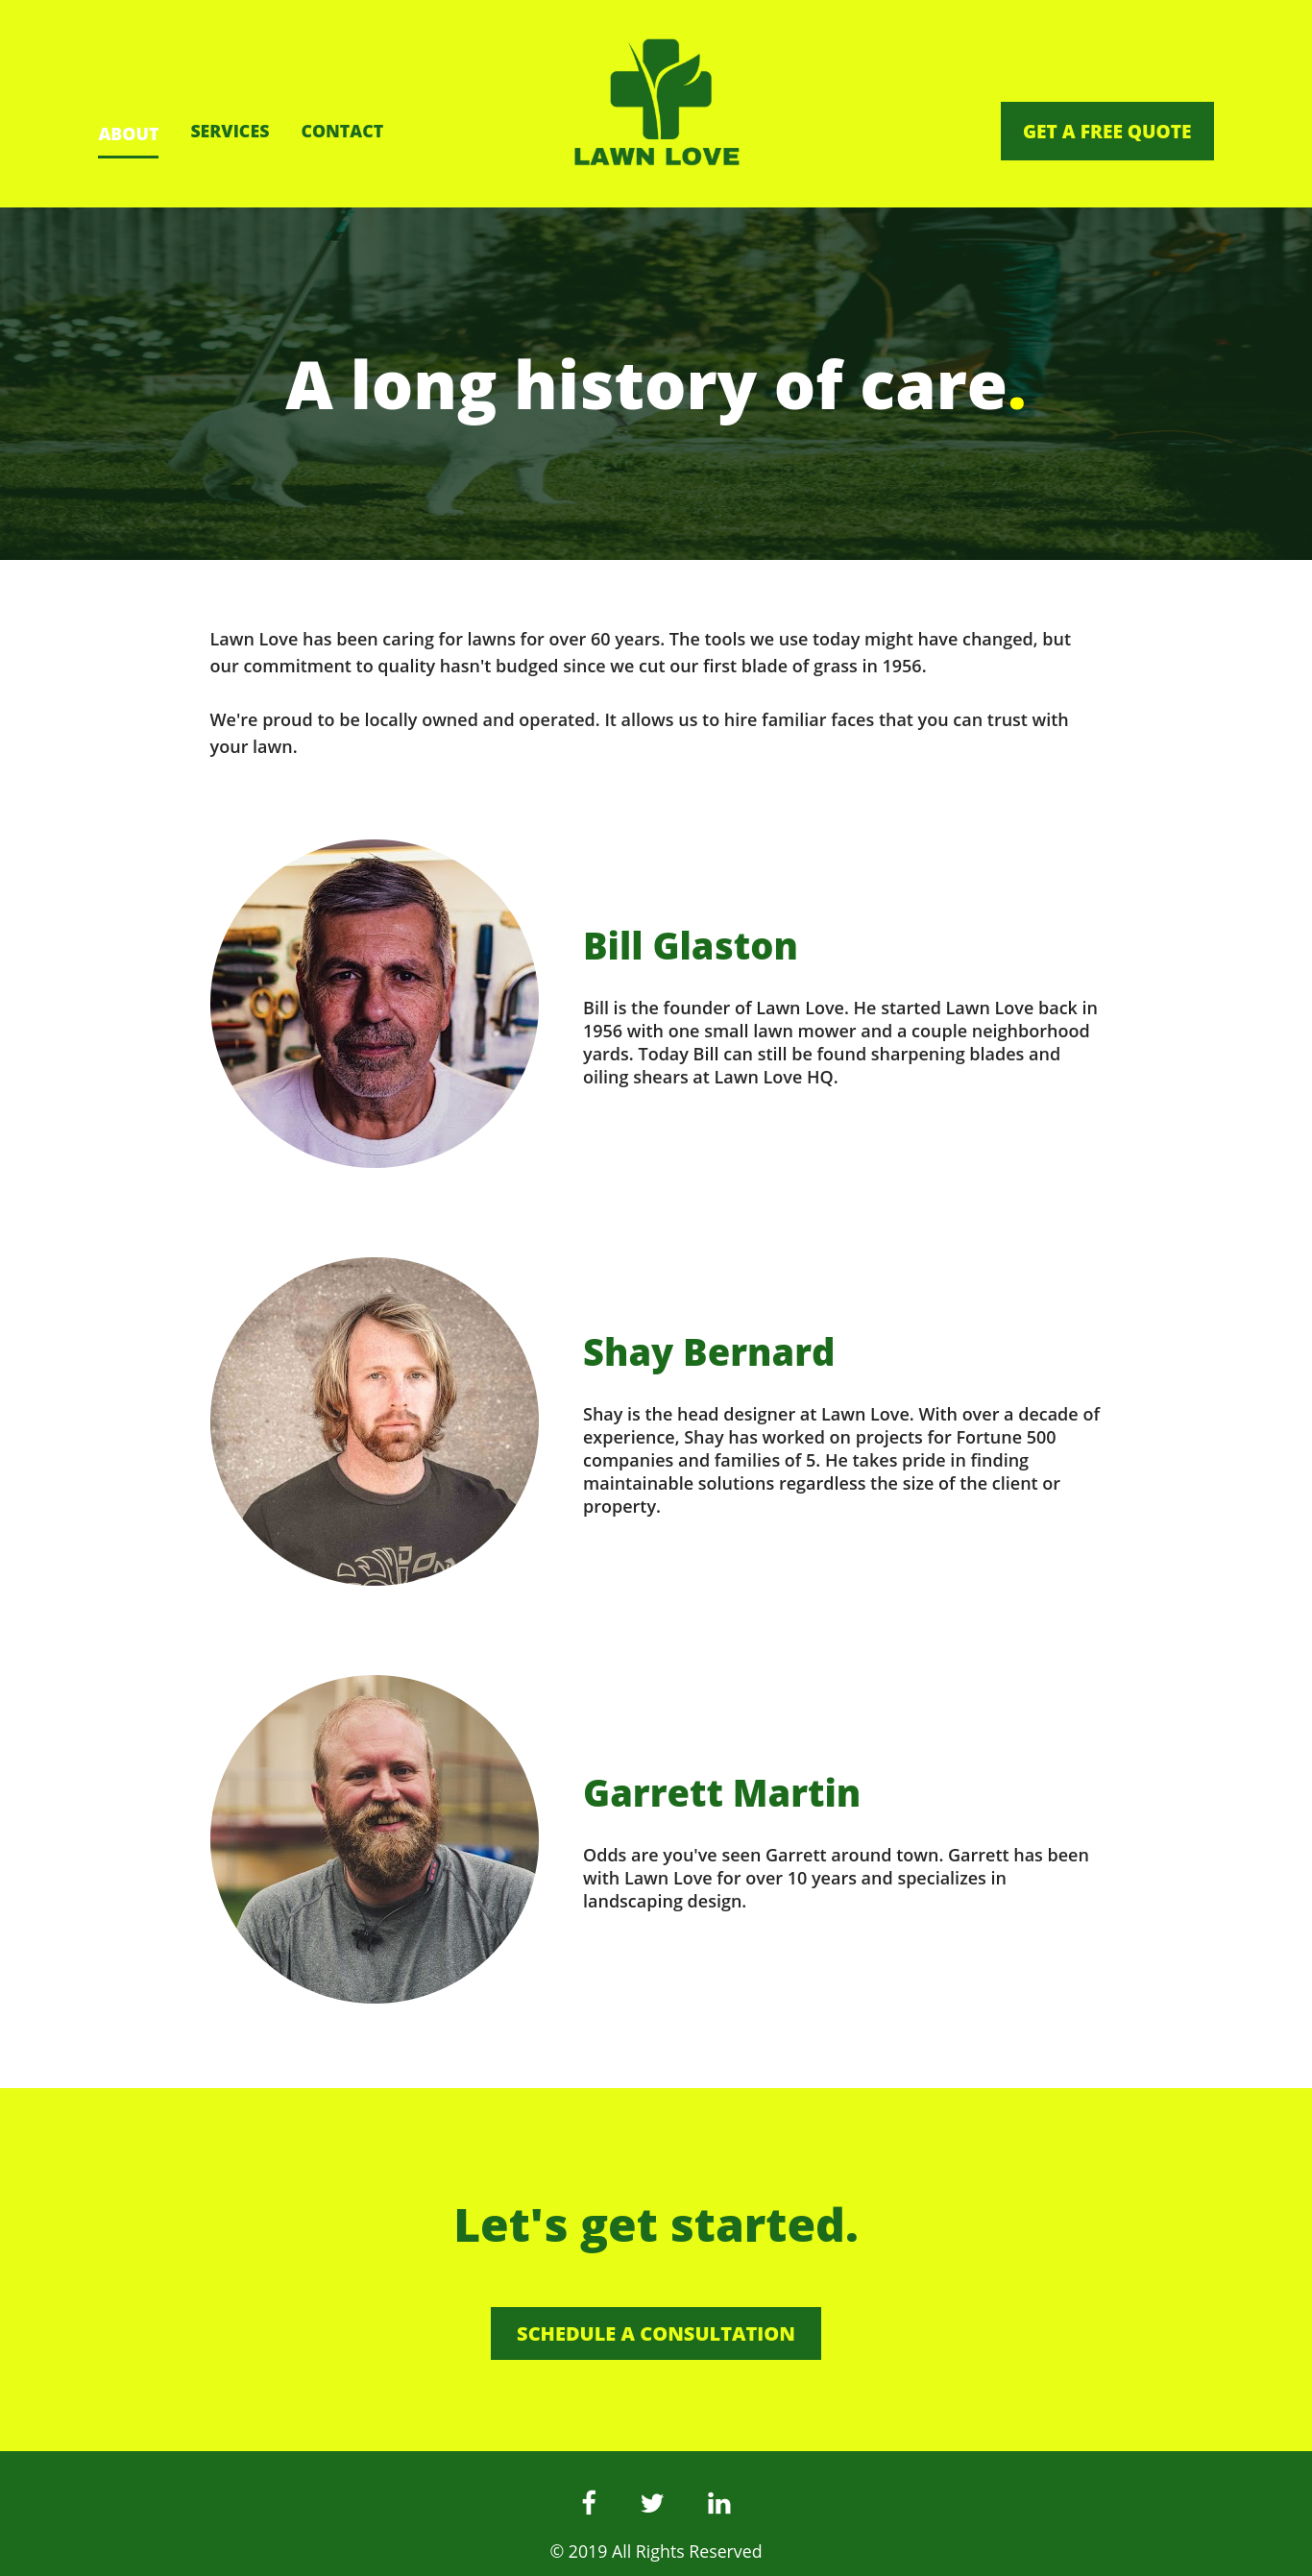 ABOUT
SERVICES
CONTACT
LAWN LOVE
GET A FREE QUOTE
A long history of care.
Lawn Love has been caring for lawns for over 60 years. The tools we use today might have changed, but
our commitment to quality hasn't budged since we cut our first blade of grass in 1956.
We're proud to be locally owned and operated. It allows us to hire familiar faces that you can trust with
your lawn.
Bill Glaston
Bill is the founder of Lawn Love. He started Lawn Love back in
1956 with one small lawn mower and a couple neighborhood
yards. Today Bill can still be found sharpening blades and
oiling shears at Lawn Love HQ.
Shay Bernard
Shay is the head designer at Lawn Love. With over a decade of
experience, Shay has worked on projects for Fortune 500
companies and families of 5. He takes pride in finding
maintainable solutions regardless the size of the client or
property.
Garrett Martin
Odds are you've seen Garrett around town. Garrett has been
with Lawn Love for over 10 years and specializes in
landscaping design.
Let's get started.
SCHEDULE A CONSULTATION
© 2019 All Rights Reserved